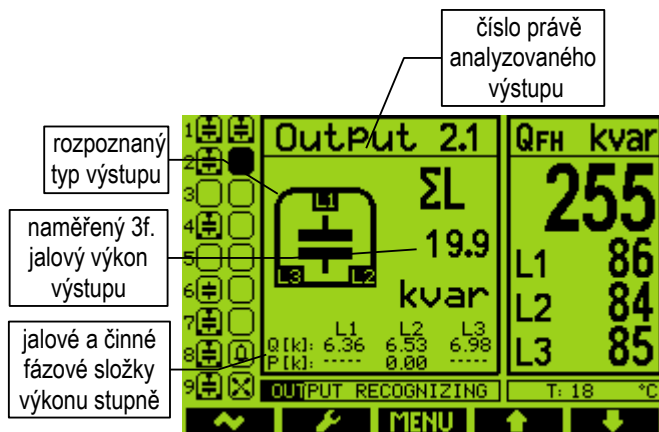 číslo právě
analyzovaného
výstupu
rozpoznaný
typ výstupu
naměřený 3f.
jalový výkon
výstupu
jalové a činné
fázové složky
výkonu stupně
1
2
3
4
5
6
7
8
9
Output 2.1
L1
L3 L2
ΣL
19.9
kvar
L1 L2 L3
Q[k]: 6.36 6.53 6.98
P[k]: ----- 0.00 -----
OUTPUT RECOGNIZING
QFH kvar
255
L1 86
L2 84
L3 85
T: 18 °C
MENU